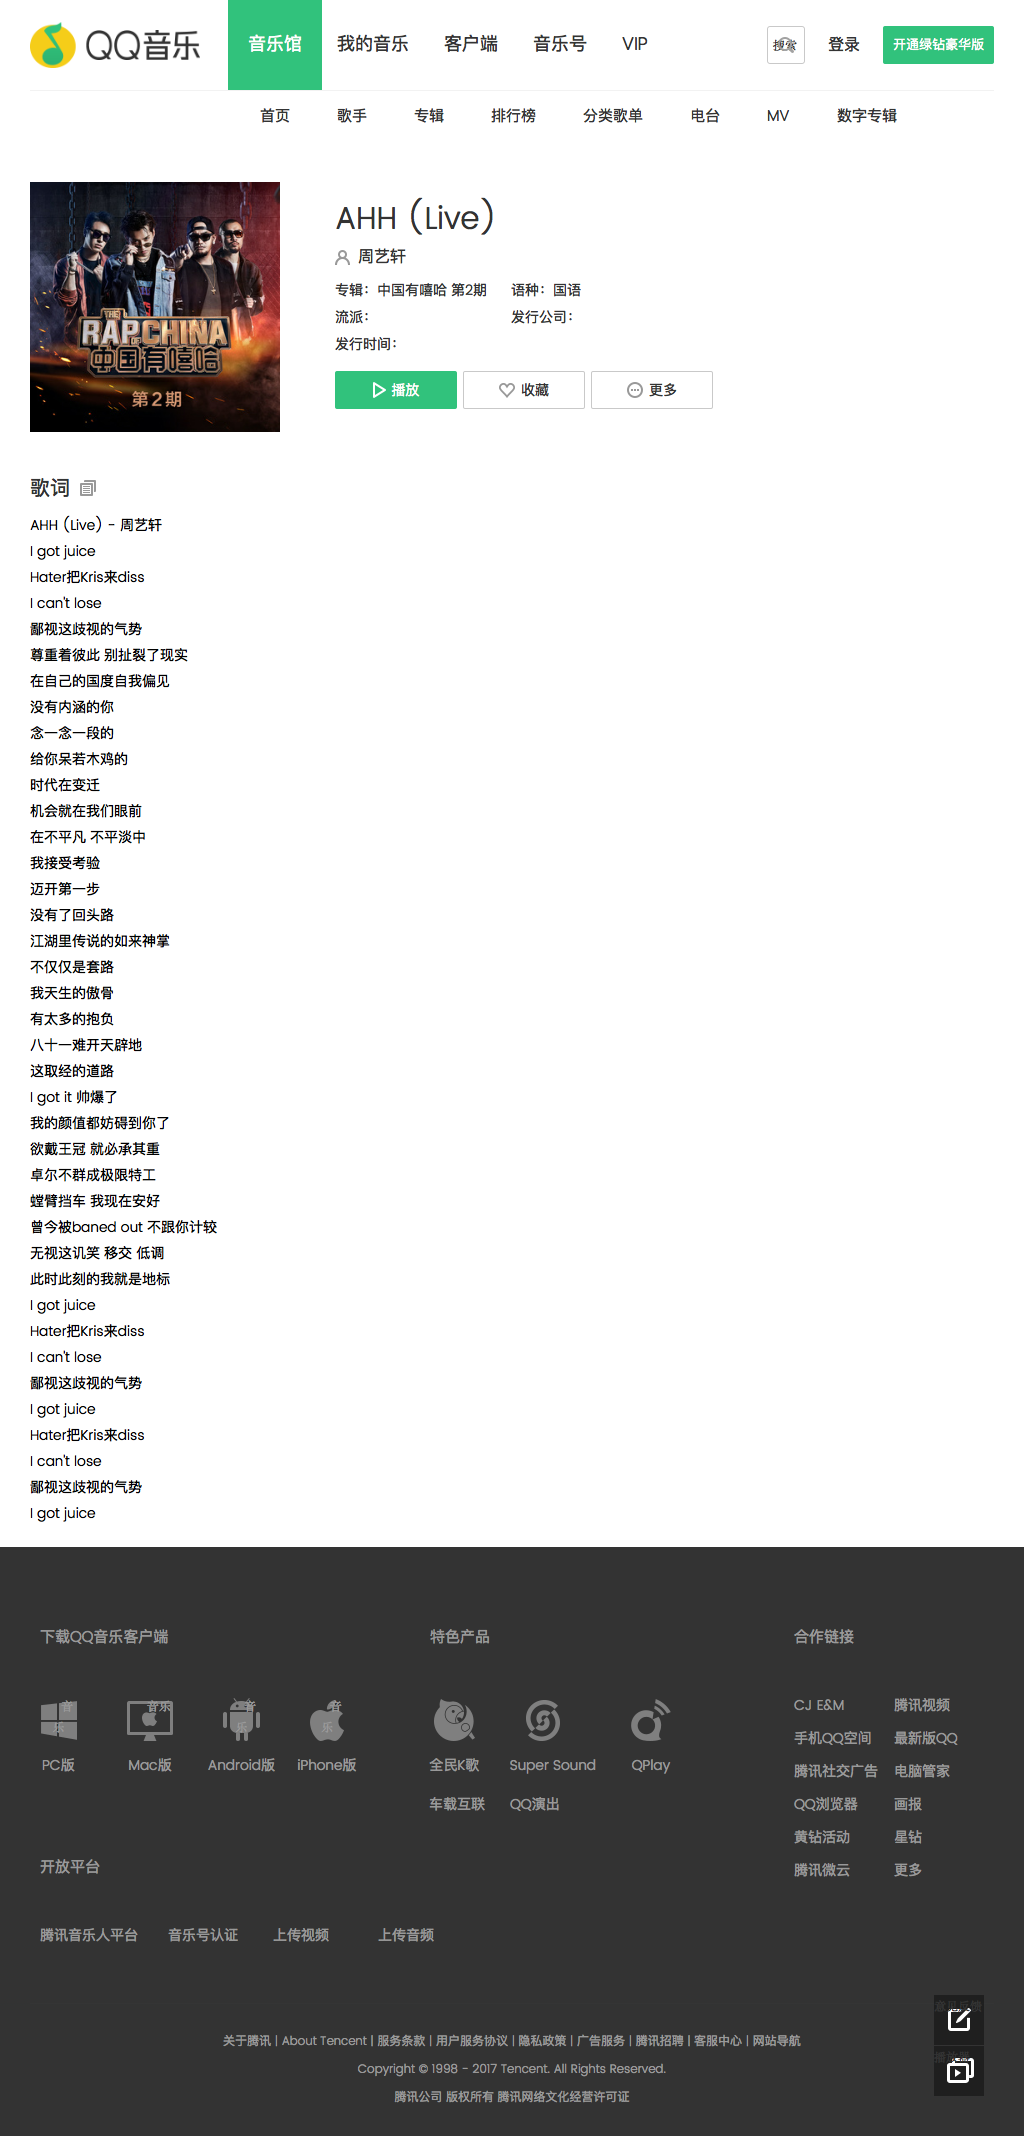 QQ音乐
音乐馆 我的音乐 客户端 音乐号 VIP 搜索 登录 开通绿钻豪华版
首页 歌手 专辑 排行榜 分类歌单 电台 MV 数字专辑
THE
RAP OF CHINA
中国有嘻哈
第2期
AHH (Live)
周艺轩
专辑：中国有嘻哈 第2期 语种：国语
流派： 发行公司：
发行时间：
播放 收藏 更多
歌词
AHH (Live) - 周艺轩
I got juice
Hater把Kris来diss
I can't lose
鄙视这歧视的气势
尊重着彼此 别扯裂了现实
在自己的国度自我偏见
没有内涵的你
念一念一段的
给你呆若木鸡的
时代在变迁
机会就在我们眼前
在不平凡 不平淡中
我接受考验
迈开第一步
没有了回头路
江湖里传说的如来神掌
不仅仅是套路
我天生的傲骨
有太多的抱负
八十一难开天辟地
这取经的道路
I got it 帅爆了
我的颜值都妨碍到你了
欲戴王冠 就必承其重
卓尔不群成极限特工
螳臂挡车 我现在安好
曾今被baned out 不跟你计较
无视这讥笑 移交 低调
此时此刻的我就是地标
I got juice
Hater把Kris来diss
I can't lose
鄙视这歧视的气势
I got juice
Hater把Kris来diss
I can't lose
鄙视这歧视的气势
I got juice
下载QQ音乐客户端 特色产品 合作链接
音乐 音乐 音乐 音乐
PC版 Mac版 Android版 iPhone版 全民K歌 Super Sound QPlay
车载互联 QQ演出
CJ E&M 腾讯视频
手机QQ空间 最新版QQ
腾讯社交广告 电脑管家
QQ浏览器 画报
黄钻活动 星钻
腾讯微云 更多
开放平台
腾讯音乐人平台 音乐号认证 上传视频 上传音频
关于腾讯 | About Tencent | 服务条款 | 用户服务协议 | 隐私政策 | 广告服务 | 腾讯招聘 | 客服中心 | 网站导航
Copyright © 1998 - 2017 Tencent. All Rights Reserved.
腾讯公司 版权所有 腾讯网络文化经营许可证